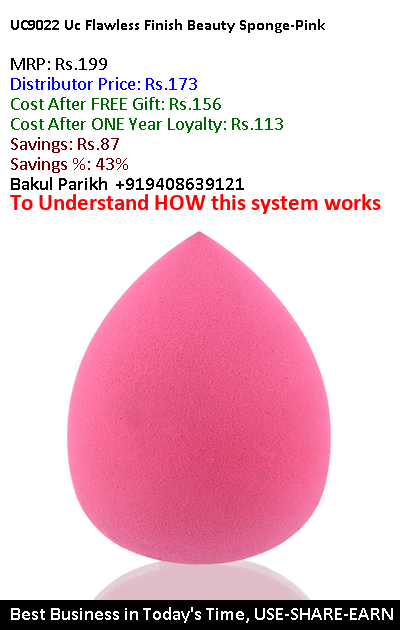 UC9022 Uc Flawless Finish Beauty Sponge-Pink
MRP: Rs.199
Distributor Price: Rs.173
Cost After FREE Gift: Rs.156
Cost After ONE Year Loyalty: Rs.113
Savings: Rs.87
Savings %: 43%
Bakul Parikh +919408639121
To Understand HOW this system works
Best Business in Today's Time, USE-SHARE-EARN